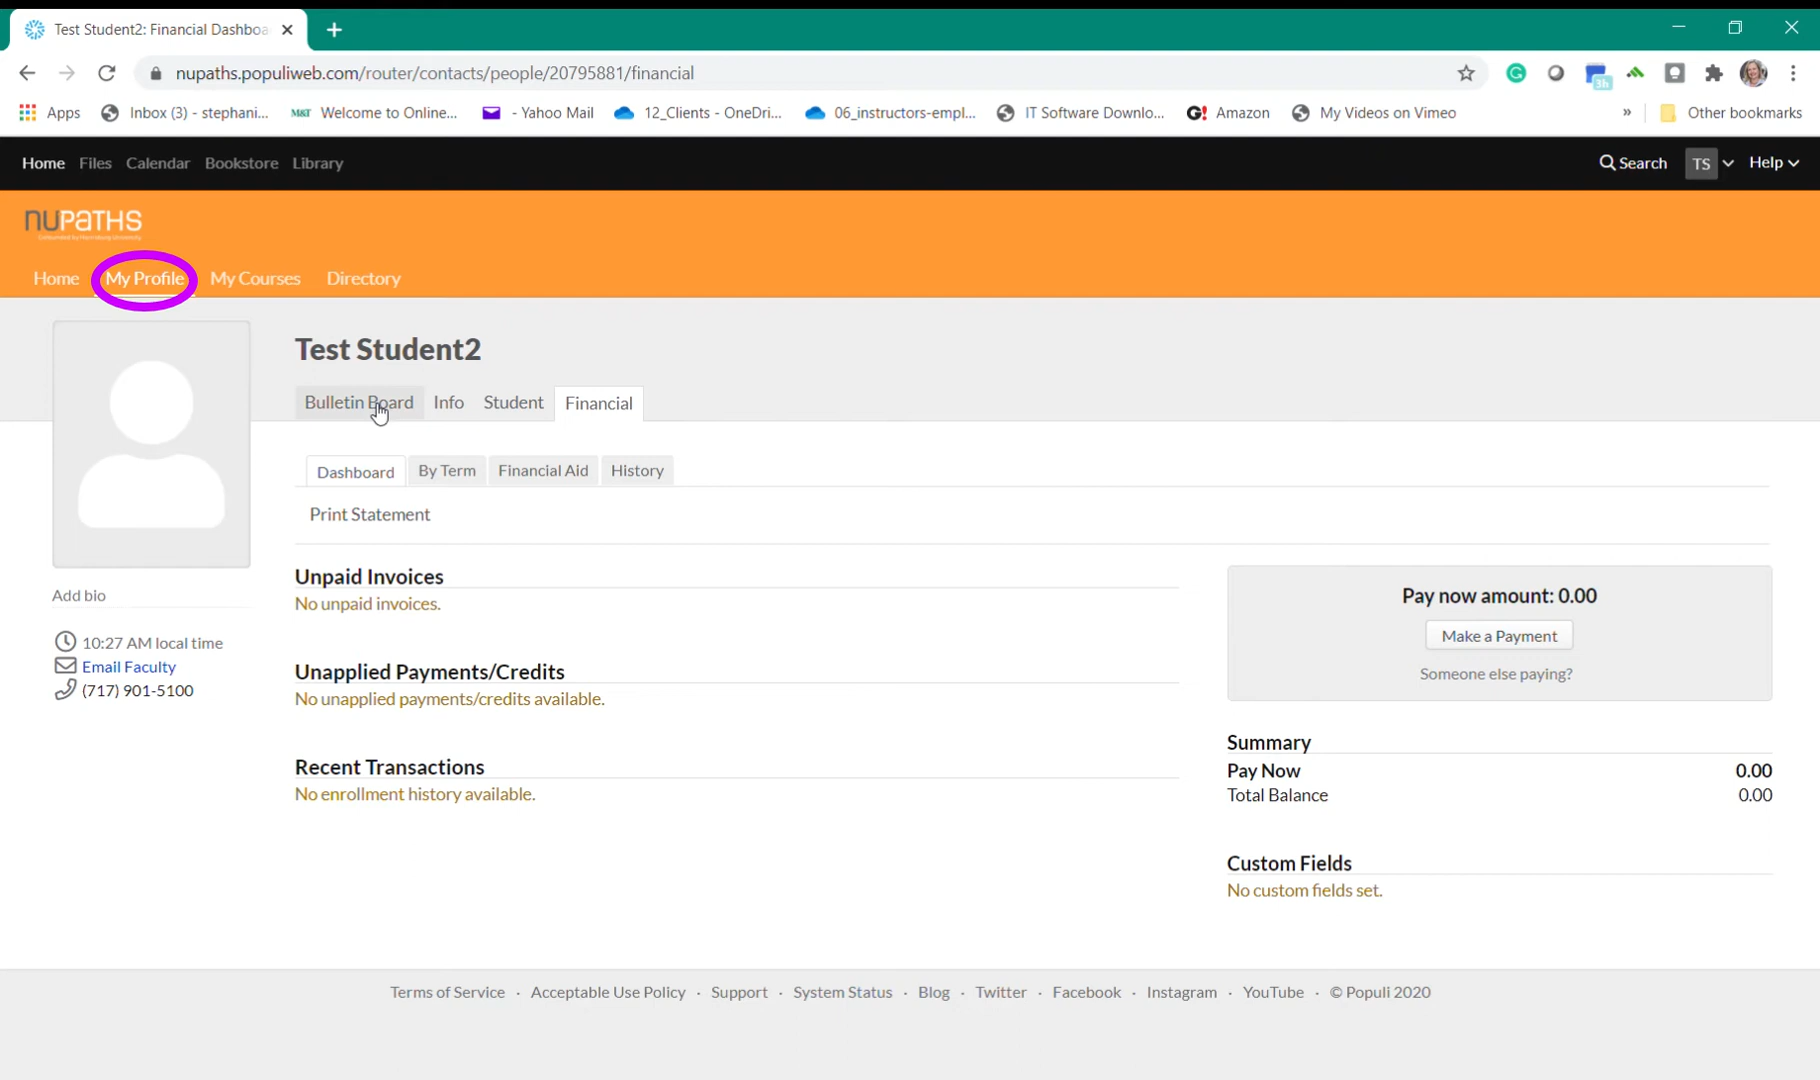 Test Student2: Financial Dashboa
nupaths.populiweb.com/router/contacts/people/20795881/financial
3h
Apps Inbox (3) - stephani... M&T Welcome to Online... - Yahoo Mail 12_Clients - OneDri... 06_instructors-empl... IT Software Downlo... G! Amazon My Videos on Vimeo » Other bookmarks
Home Files Calendar Bookstore Library Search TS Help
nuPatHs
Home My Profile My Courses Directory
Test Student2
Bulletin Board Info Student Financial
Dashboard By Term Financial Aid History
Print Statement
Unpaid Invoices
No unpaid invoices.
Pay now amount: 0.00
Make a Payment
Someone else paying?
Add bio
10:27 AM local time
Email Faculty
(717) 901-5100
Unapplied Payments/Credits
No unapplied payments/credits available.
Summary
Pay Now 0.00
Total Balance 0.00
Recent Transactions
No enrollment history available.
Custom Fields
No custom fields set.
Terms of Service · Acceptable Use Policy · Support · System Status · Blog · Twitter · Facebook · Instagram · YouTube · © Populi 2020